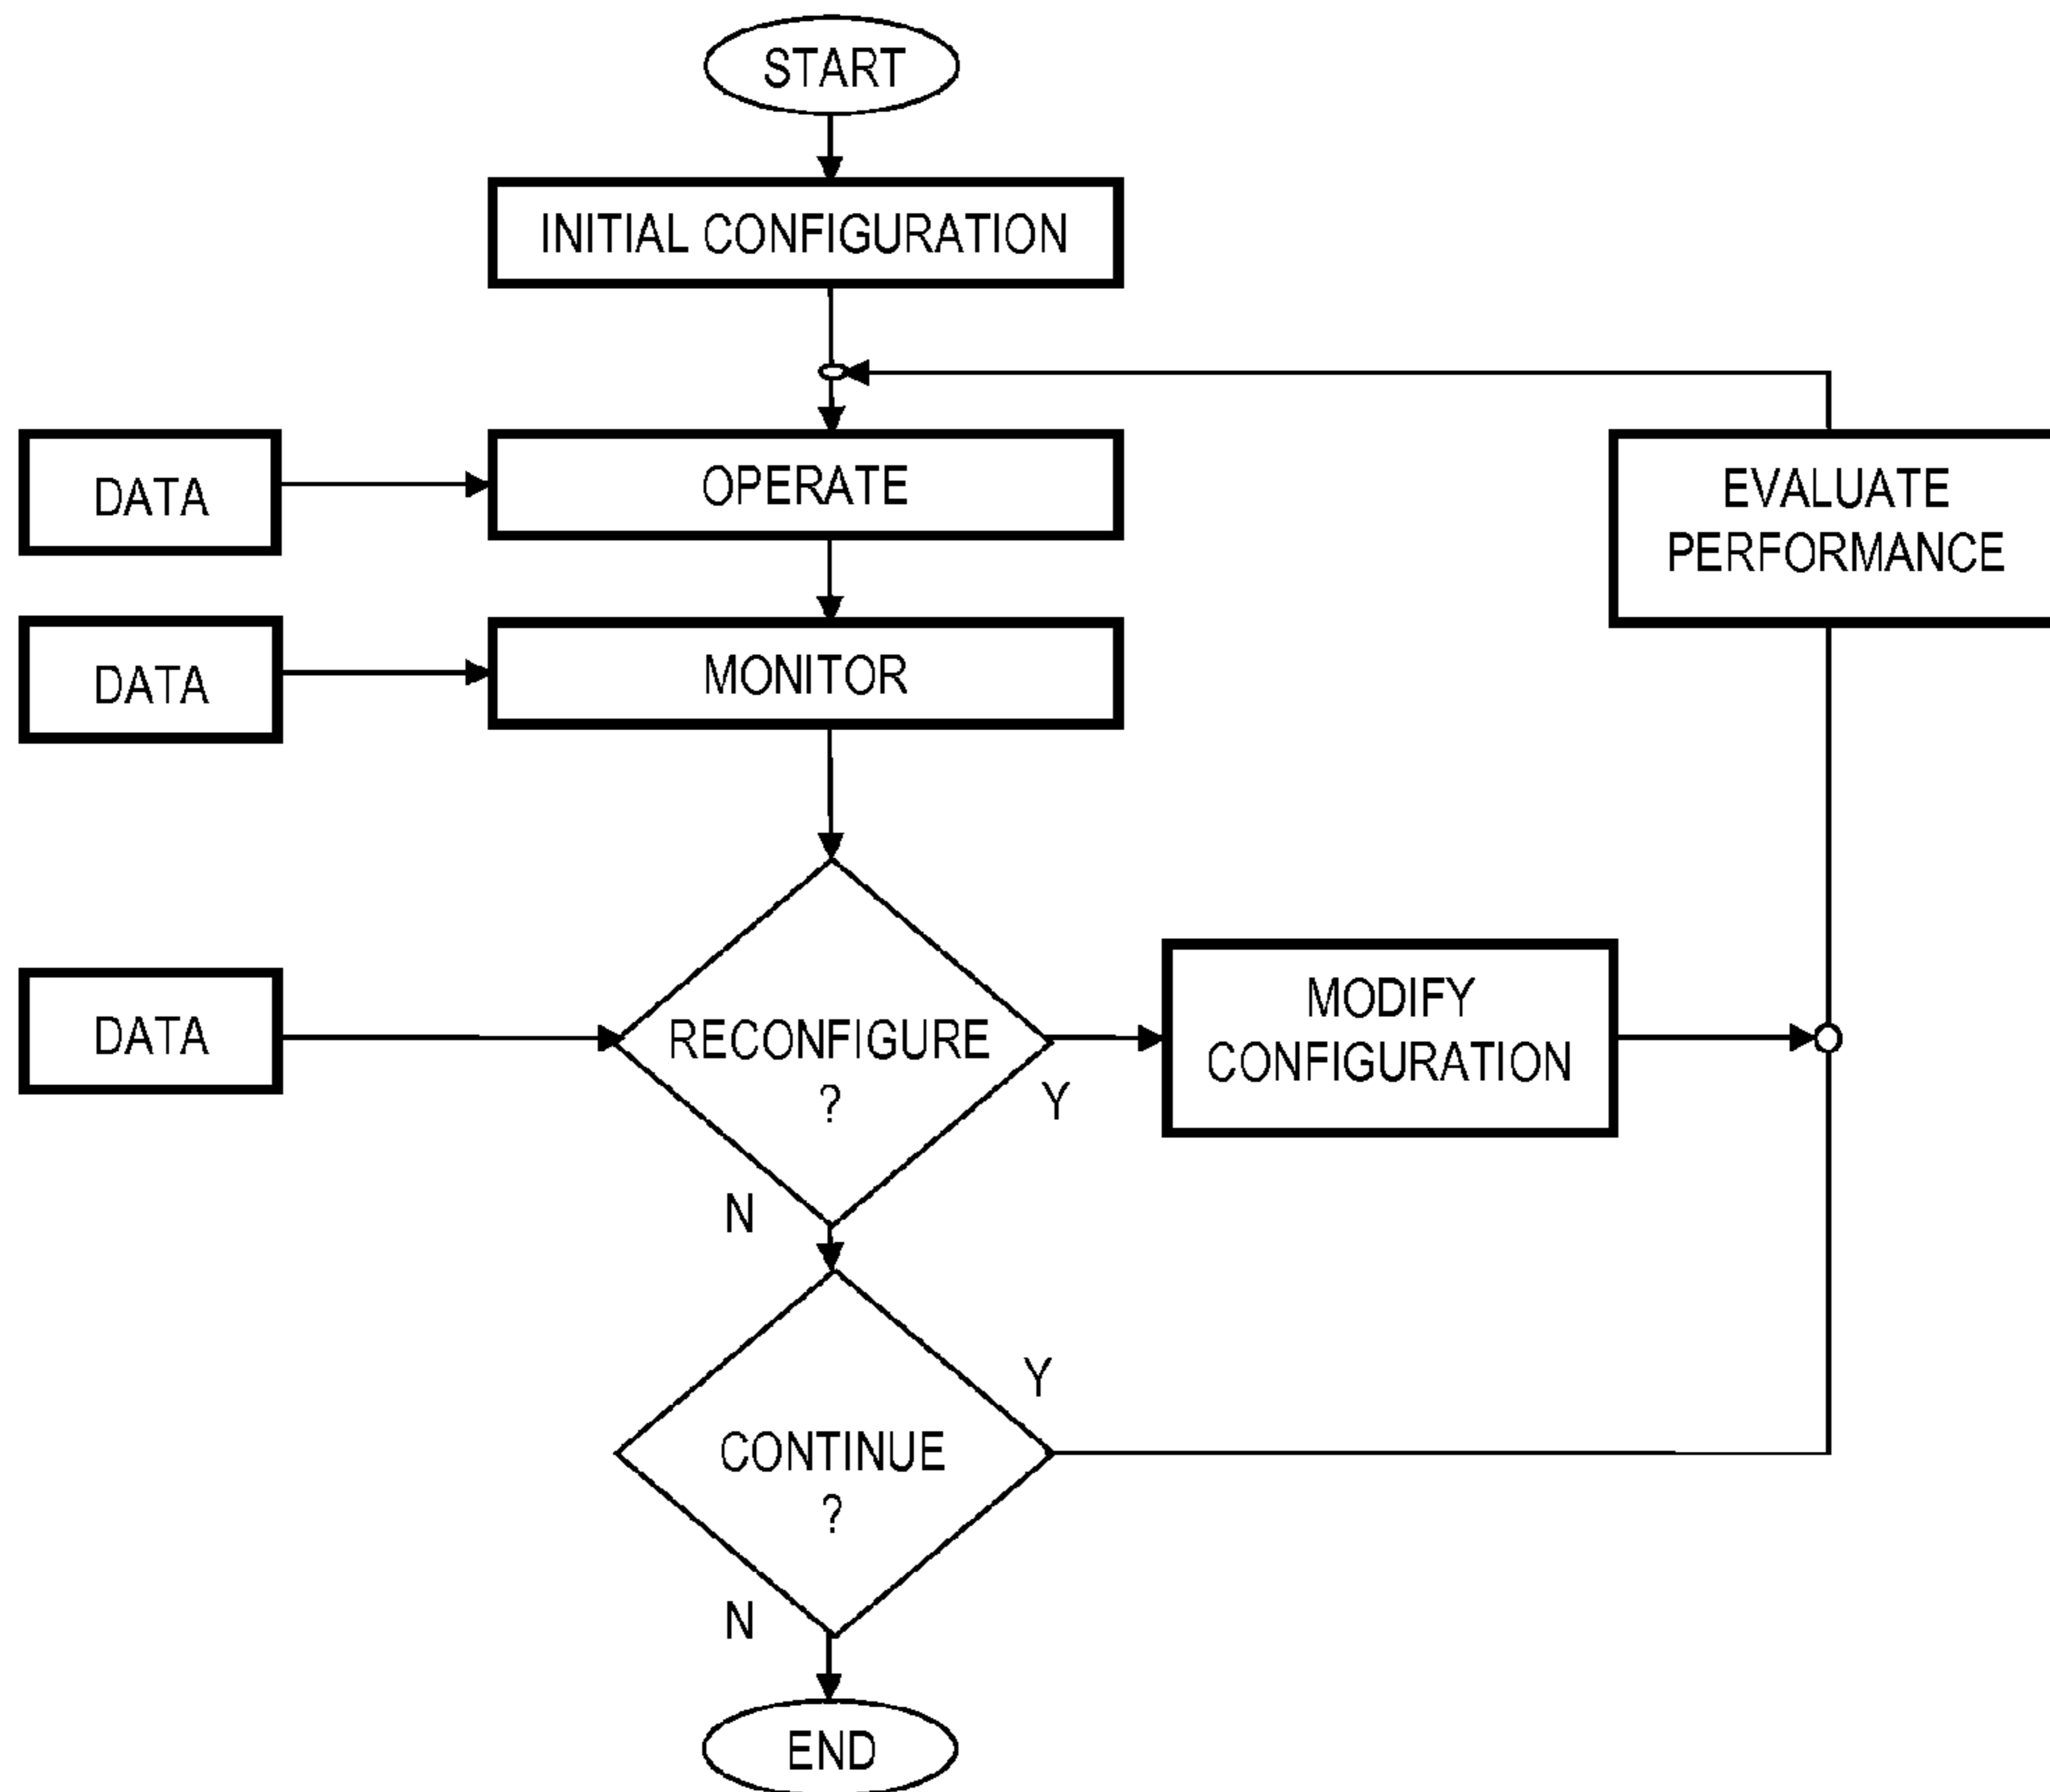 START
INITIAL CONFIGURATION
DATA
OPERATE
EVALUATE
PERFORMANCE
DATA
MONITOR
DATA
RECONFIGURE
?
Y
N
MODIFY
CONFIGURATION
CONTINUE
?
Y
N
END